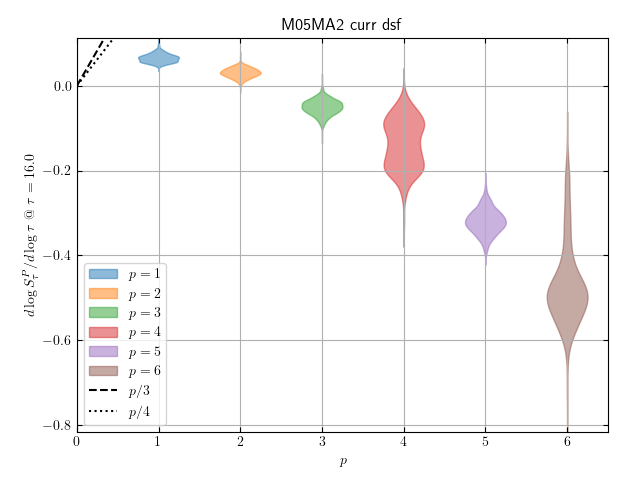 M05MA2 curr dsf
d log S_τ^P / d log τ @ τ = 16.0
0.0
−0.2
−0.4
−0.6
−0.8
p = 1
p = 2
p = 3
p = 4
p = 5
p = 6
p/3
p/4
0 1 2 3 4 5 6
p